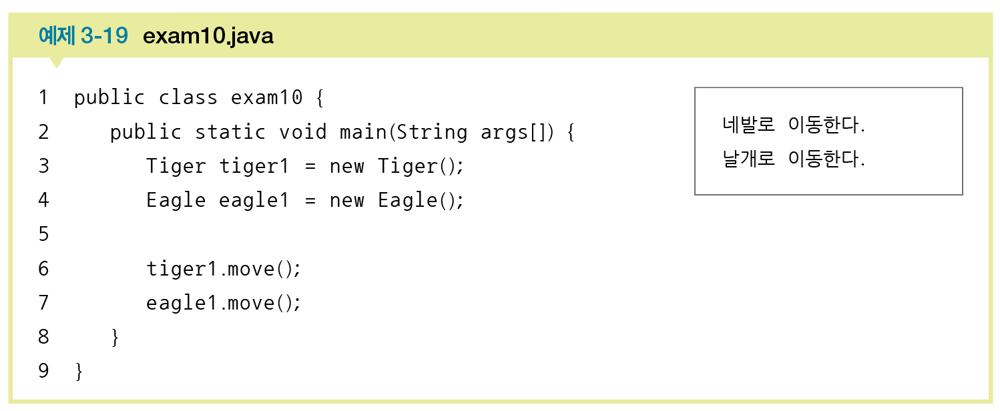 예제 3-19 exam10.java
1 public class exam10 {
2 public static void main(String args[]) {
3 Tiger tiger1 = new Tiger();
4 Eagle eagle1 = new Eagle();
5
6 tiger1.move();
7 eagle1.move();
8 }
9 }
네발로 이동한다.
날개로 이동한다.